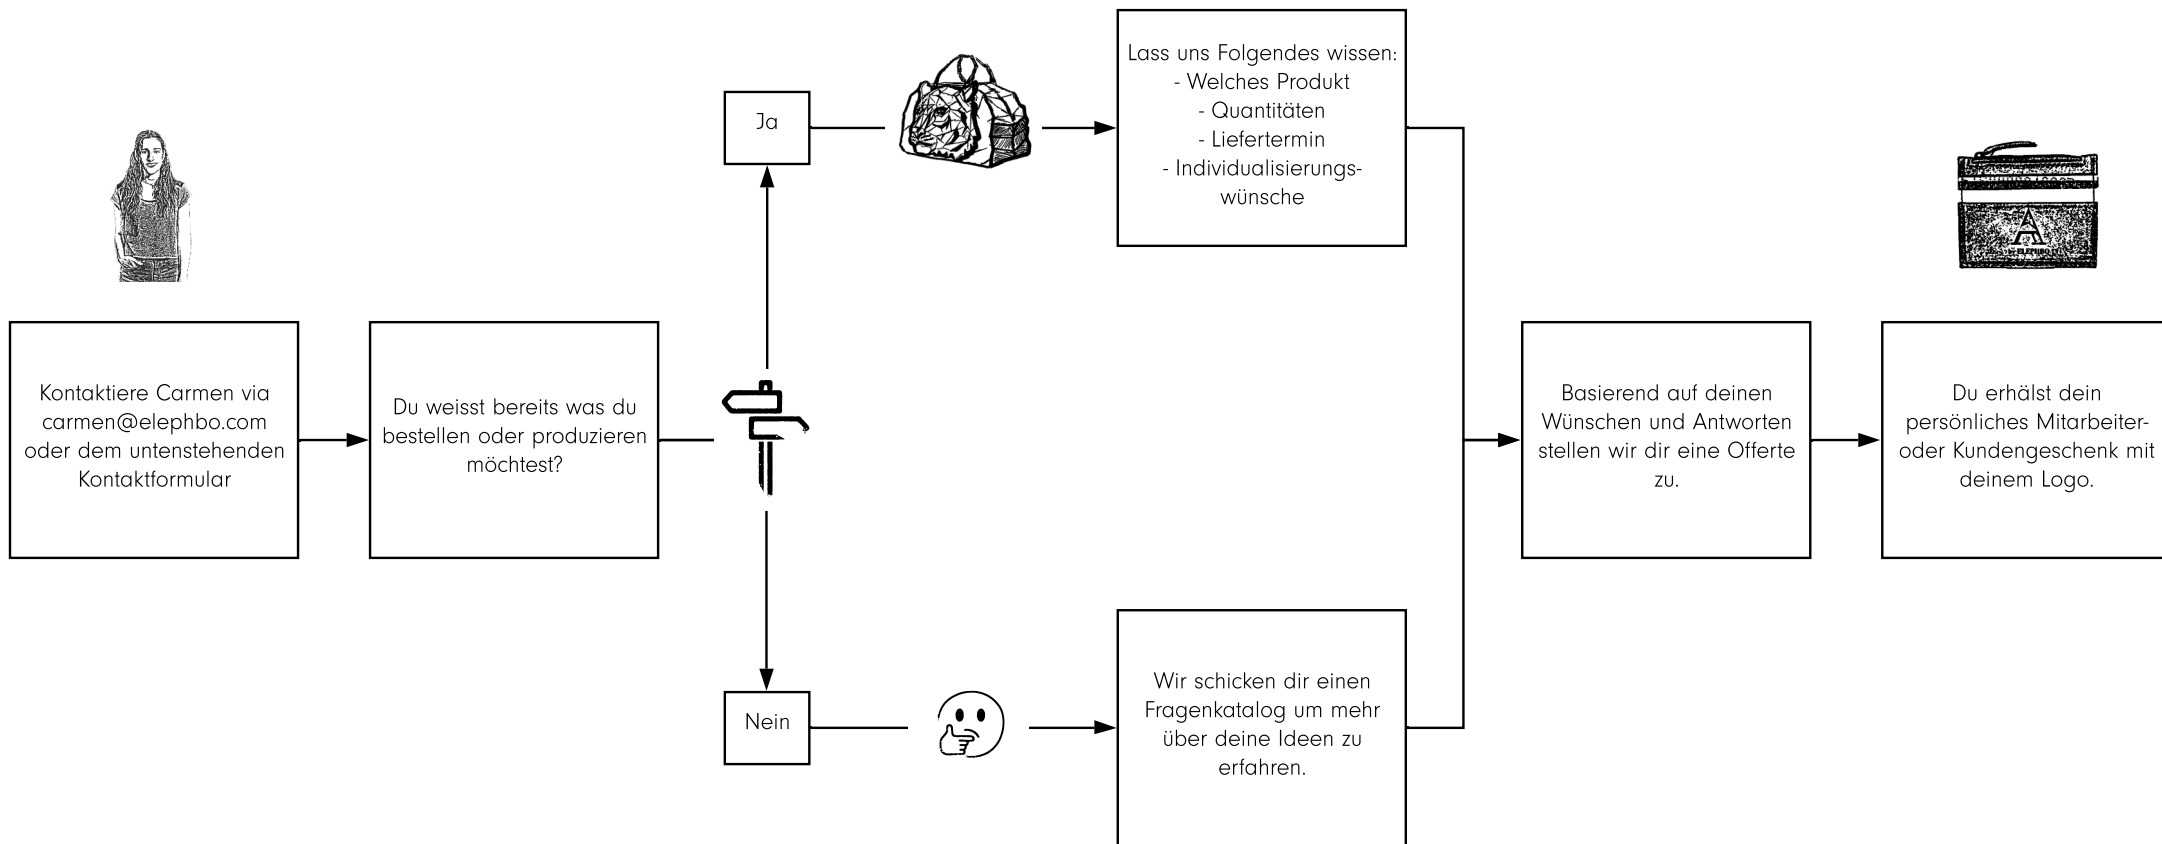 Kontaktiere Carmen via
carmen@elephbo.com
oder dem untenstehenden
Kontaktformular
Du weisst bereits was du
bestellen oder produzieren
möchtest?
Ja
Lass uns Folgendes wissen:
- Welches Produkt
- Quantitäten
- Liefertermin
- Individualisierungs-
wünsche
Nein
Wir schicken dir einen
Fragenkatalog um mehr
über deine Ideen zu
erfahren.
Basierend auf deinen
Wünschen und Antworten
stellen wir dir eine Offerte
zu.
A
ELEPHBO
Du erhälst dein
persönliches Mitarbeiter-
oder Kundengeschenk mit
deinem Logo.